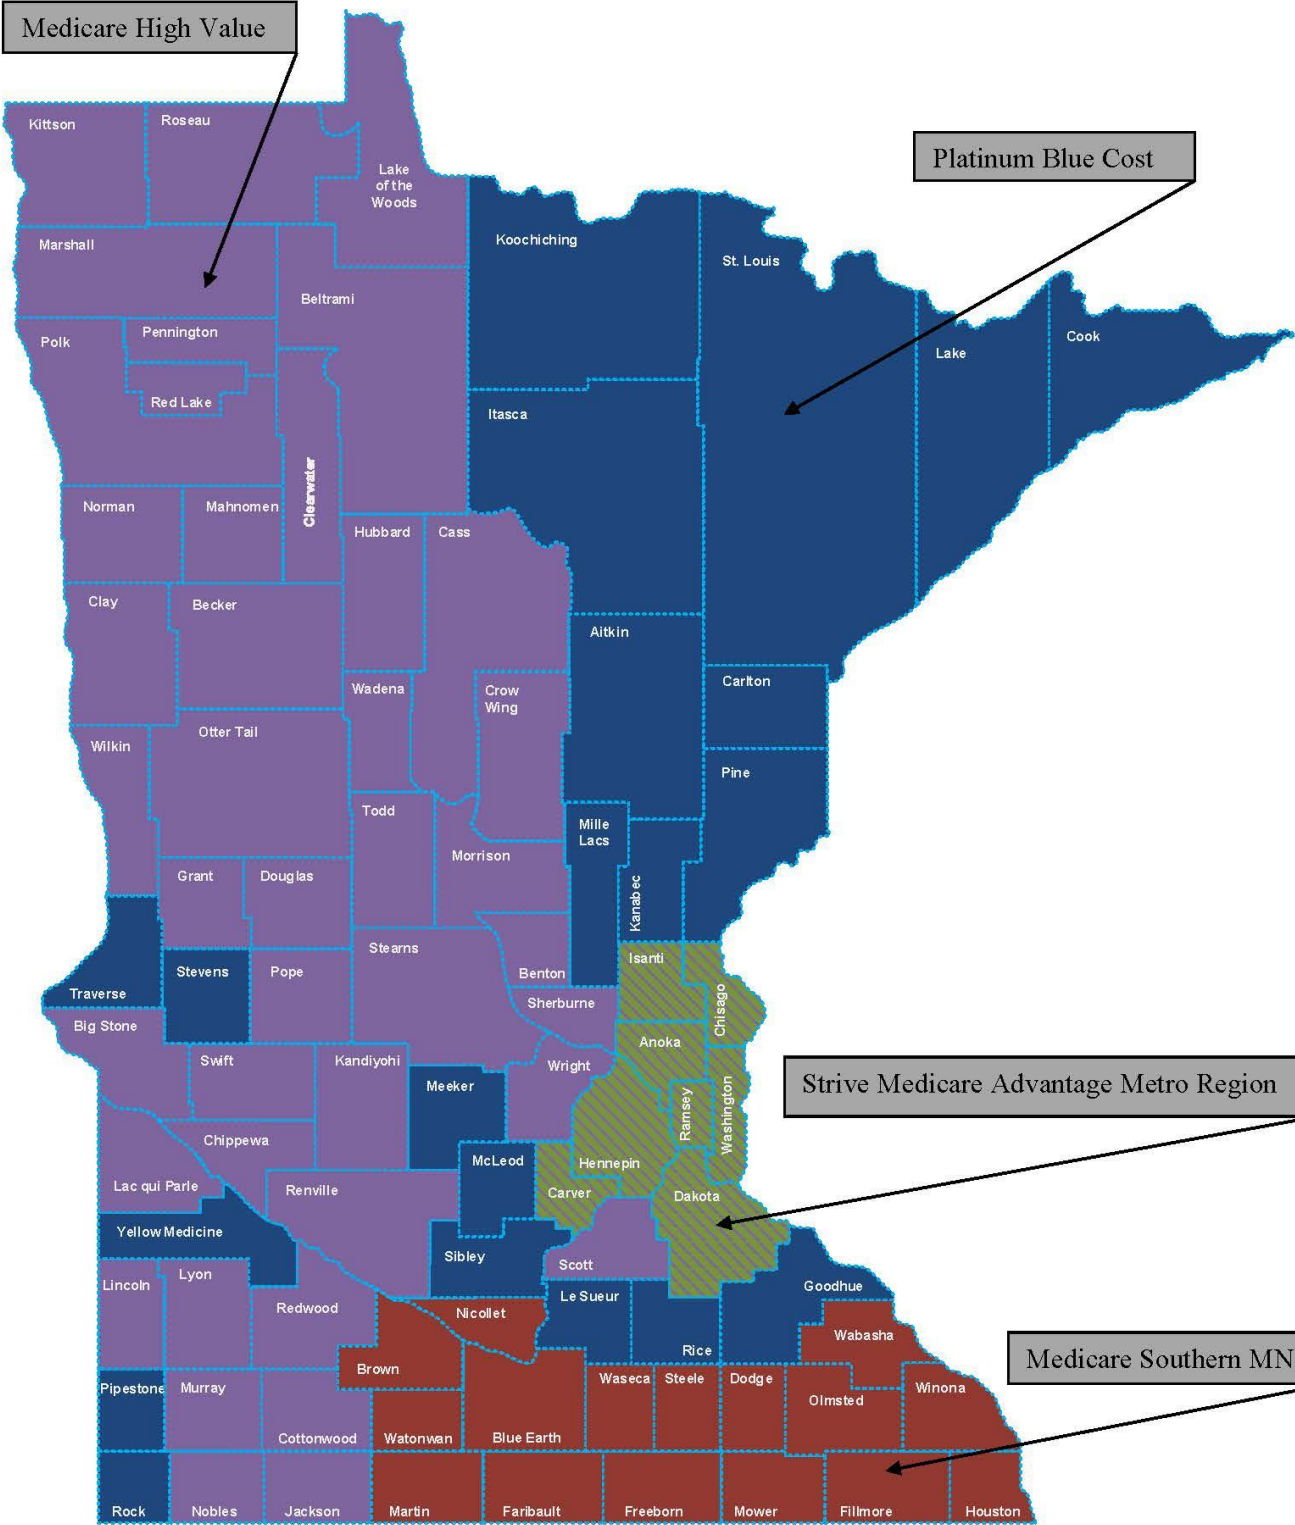 Medicare High Value
Kittson
Roseau
Lake
of the
Woods
Platinum Blue Cost
Marshall
Koochiching
St. Louis
Beltrami
Pennington
Polk
Lake
Cook
Red Lake
Itasca
Clearwater
Norman
Mahnomen
Hubbard
Cass
Clay
Becker
Aitkin
Wadena
Crow
Wing
Carlton
Otter Tail
Wilkin
Pine
Todd
Mille
Lacs
Morrison
Grant
Douglas
Kanabec
Stearns
Isanti
Stevens
Pope
Benton
Traverse
Sherburne
Chisago
Big Stone
Anoka
Swift
Kandiyohi
Wright
Meeker
Strive Medicare Advantage Metro Region
Ramsey
Washington
Chippewa
McLeod
Hennepin
Lac qui Parle
Renville
Carver
Dakota
Yellow Medicine
Sibley
Scott
Lincoln
Lyon
Goodhue
Le Sueur
Redwood
Nicollet
Wabasha
Rice
Medicare Southern MN
Brown
Waseca
Steele
Dodge
Pipestone
Murray
Winona
Olmsted
Cottonwood
Watonwan
Blue Earth
Rock
Nobles
Jackson
Martin
Faribault
Freeborn
Mower
Fillmore
Houston